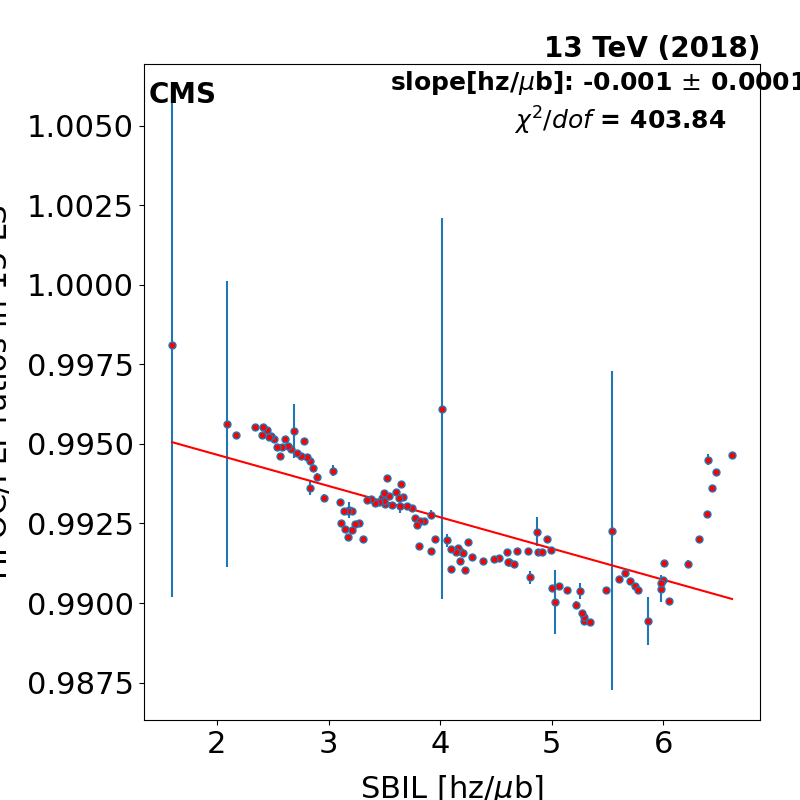 13 TeV (2018)
CMS
slope[hz/μb]: -0.001 ± 0.0001
χ²/dof = 403.84
1.0050
1.0025
1.0000
0.9975
0.9950
0.9925
0.9900
0.9875
2 3 4 5 6
SBIL [hz/μb]